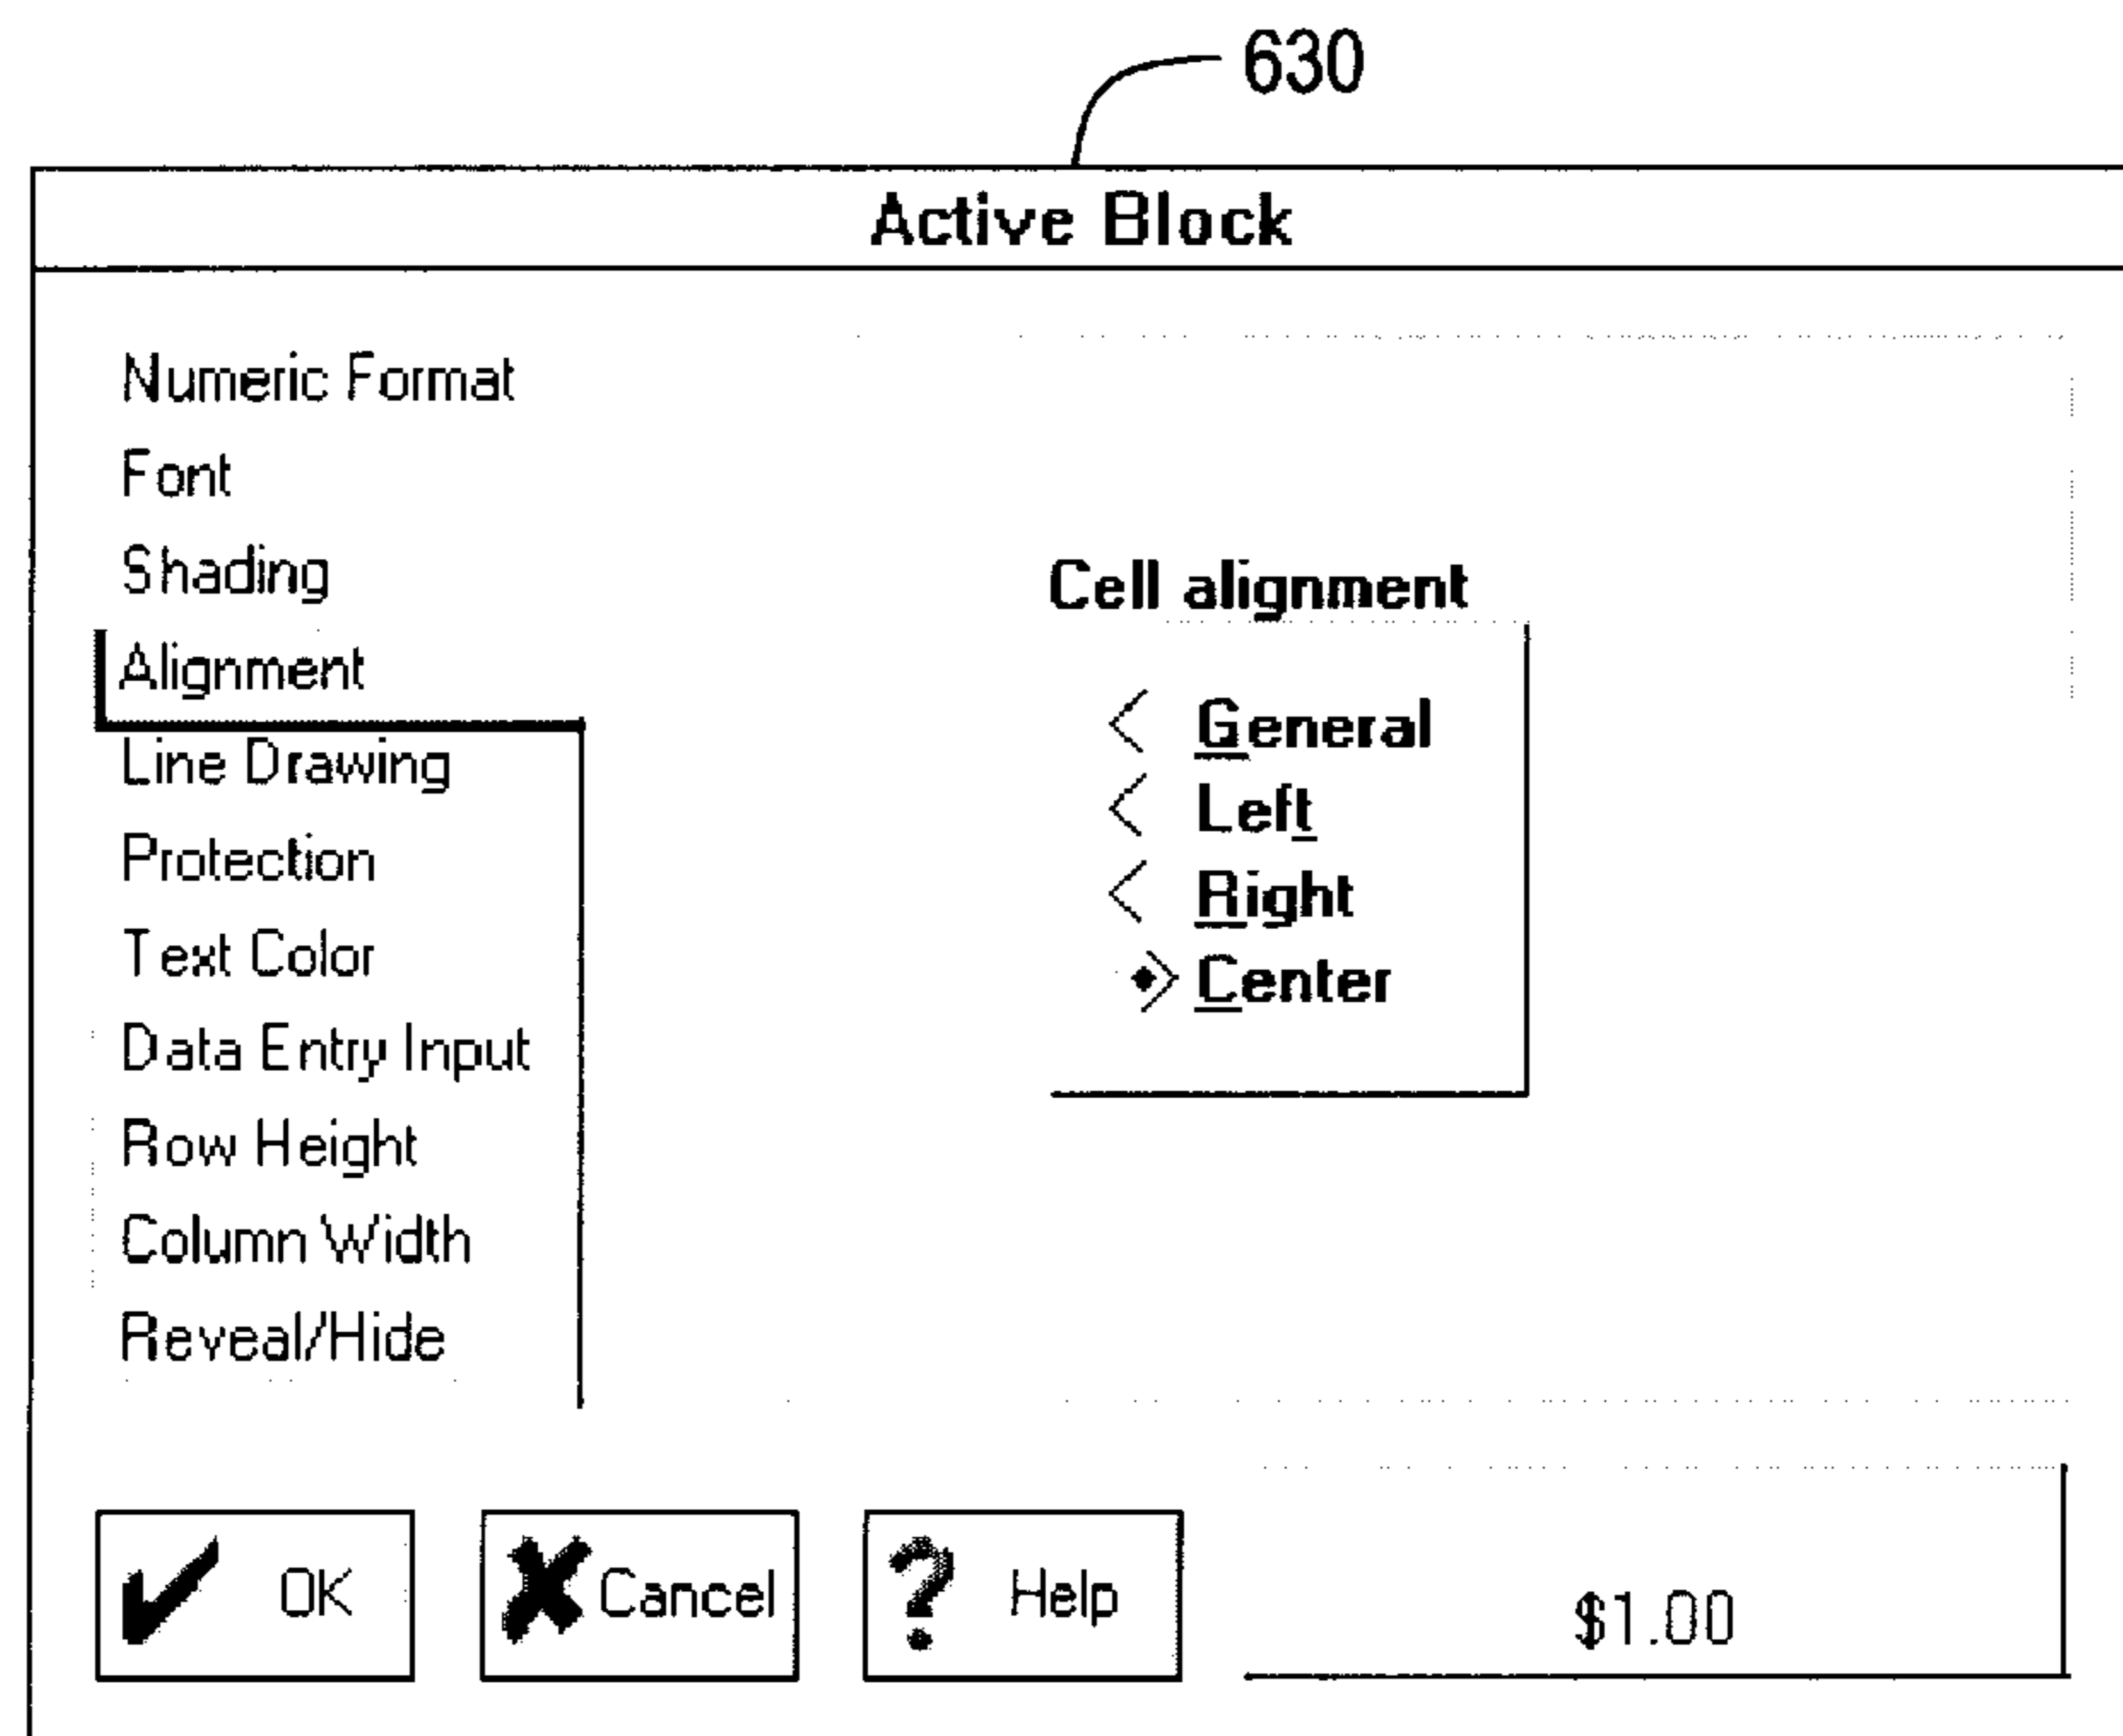 630
Active Block
Numeric Format
Font
Shading
Alignment
Line Drawing
Protection
Text Color
Data Entry Input
Row Height
Column Width
Reveal/Hide
Cell alignment
General
Left
Right
Center
OK
Cancel
Help
$1.00